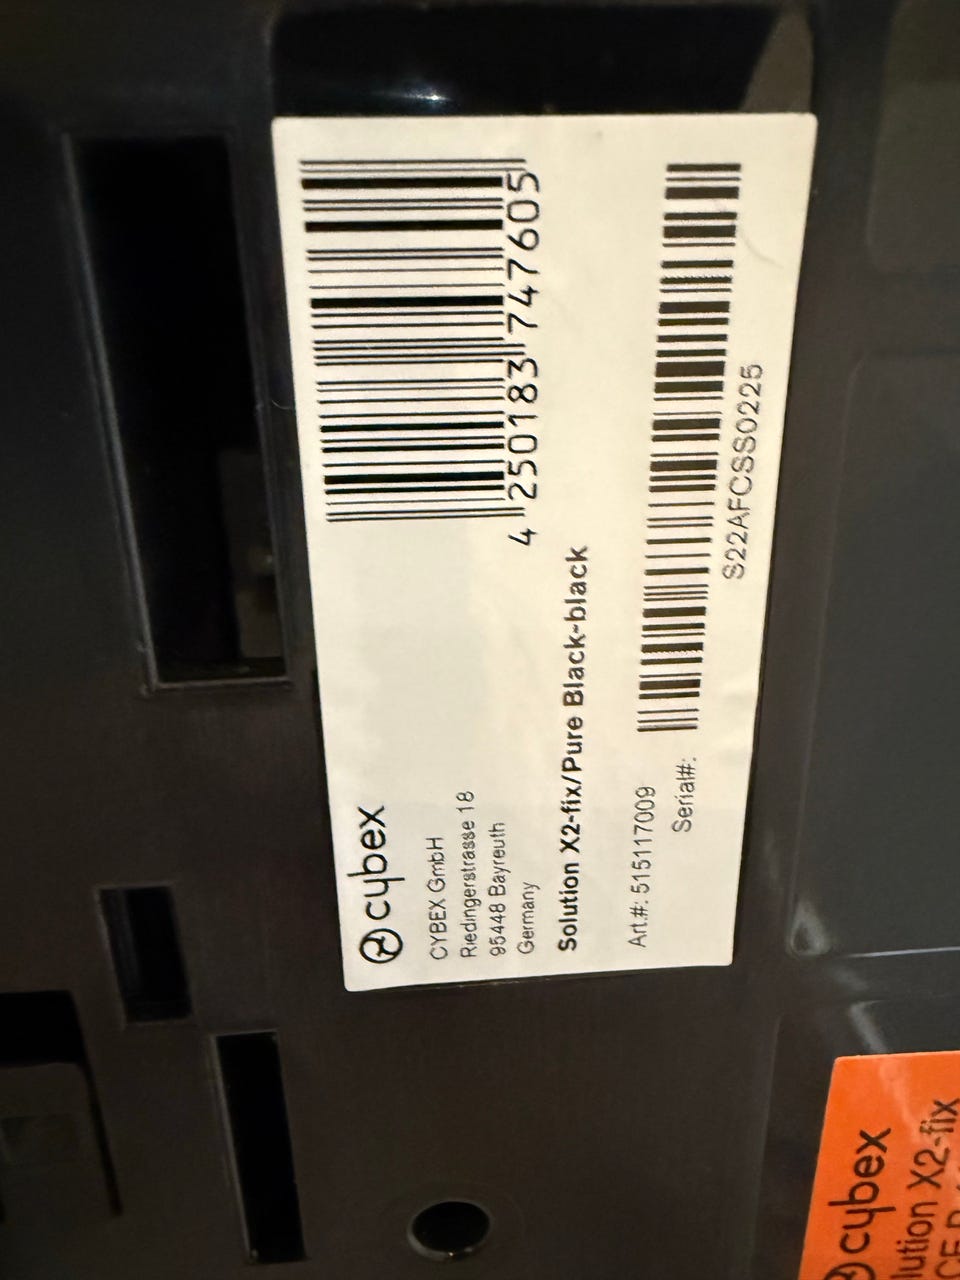 cybex
CYBEX GmbH
Riedingerstrasse 18
95448 Bayreuth
Germany
4 250183 747605
Solution X2-fix/Pure Black-black
Art.#: 515117009
Serial#:
S22AFCSS0225
cybex
lution X2-fix